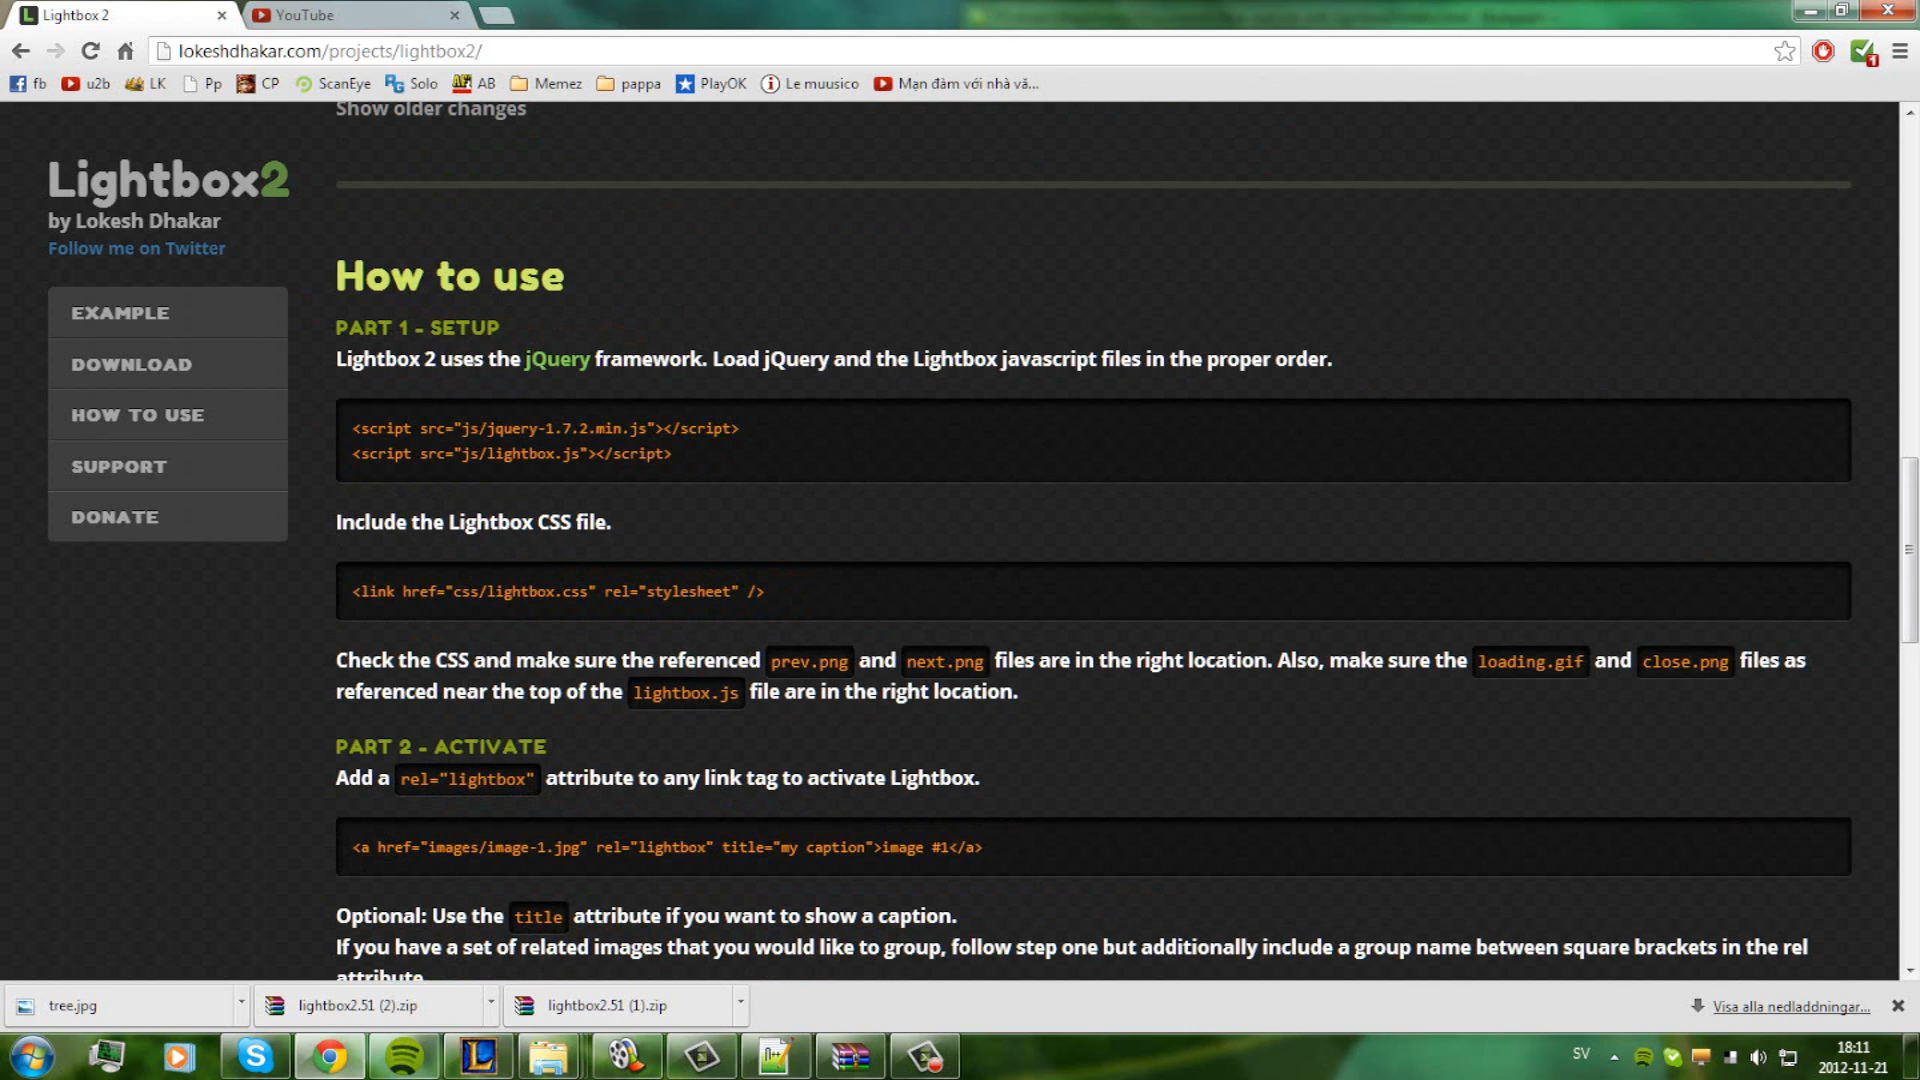 Lightbox 2
YouTube
lokeshdhakar.com/projects/lightbox2/
fb
u2b
LK
Pp
CP
ScanEye
Solo
AB
Memez
pappa
PlayOK
Le muusico
Mạn đàm với nhà vă...
Show older changes
Lightbox2
by Lokesh Dhakar
Follow me on Twitter
EXAMPLE
DOWNLOAD
HOW TO USE
SUPPORT
DONATE
How to use
PART 1 - SETUP
Lightbox 2 uses the jQuery framework. Load jQuery and the Lightbox javascript files in the proper order.
<script src="js/jquery-1.7.2.min.js"></script>
<script src="js/lightbox.js"></script>
Include the Lightbox CSS file.
<link href="css/lightbox.css" rel="stylesheet" />
Check the CSS and make sure the referenced prev.png and next.png files are in the right location. Also, make sure the loading.gif and close.png files as
referenced near the top of the lightbox.js file are in the right location.
PART 2 - ACTIVATE
Add a rel="lightbox" attribute to any link tag to activate Lightbox.
<a href="images/image-1.jpg" rel="lightbox" title="my caption">image #1</a>
Optional: Use the title attribute if you want to show a caption.
If you have a set of related images that you would like to group, follow step one but additionally include a group name between square brackets in the rel
attribute.
tree.jpg
lightbox2.51 (2).zip
lightbox2.51 (1).zip
Visa alla nedladdningar...
SV
18:11
2012-11-21